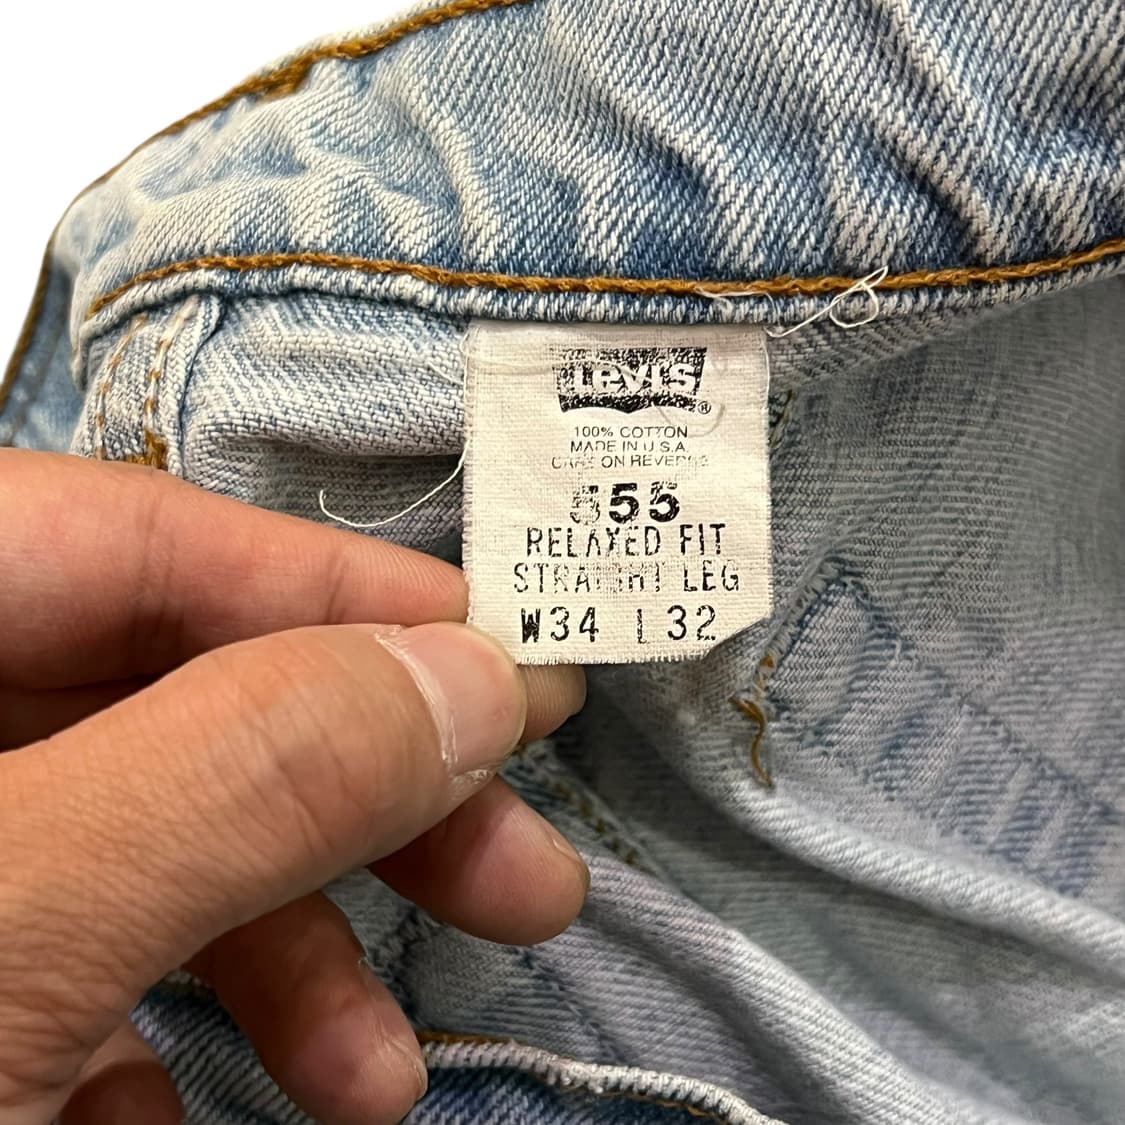 Levi's ®
100% COTTON
MADE IN U.S.A.
CARE ON REVERSE
555
RELAXED FIT
STRAIGHT LEG
W34 L32